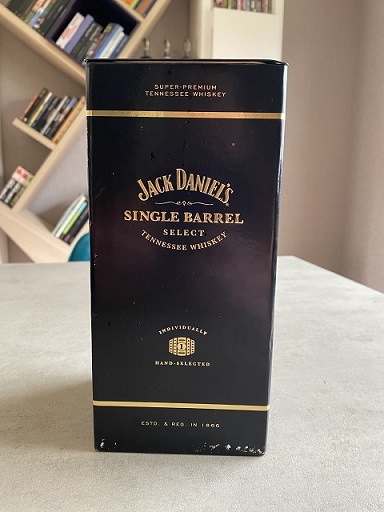 SUPER-PREMIUM
TENNESSEE WHISKEY
JACK DANIEL'S
SINGLE BARREL
SELECT
TENNESSEE WHISKEY
INDIVIDUALLY
HAND-SELECTED
ESTD. & REG. IN 1866